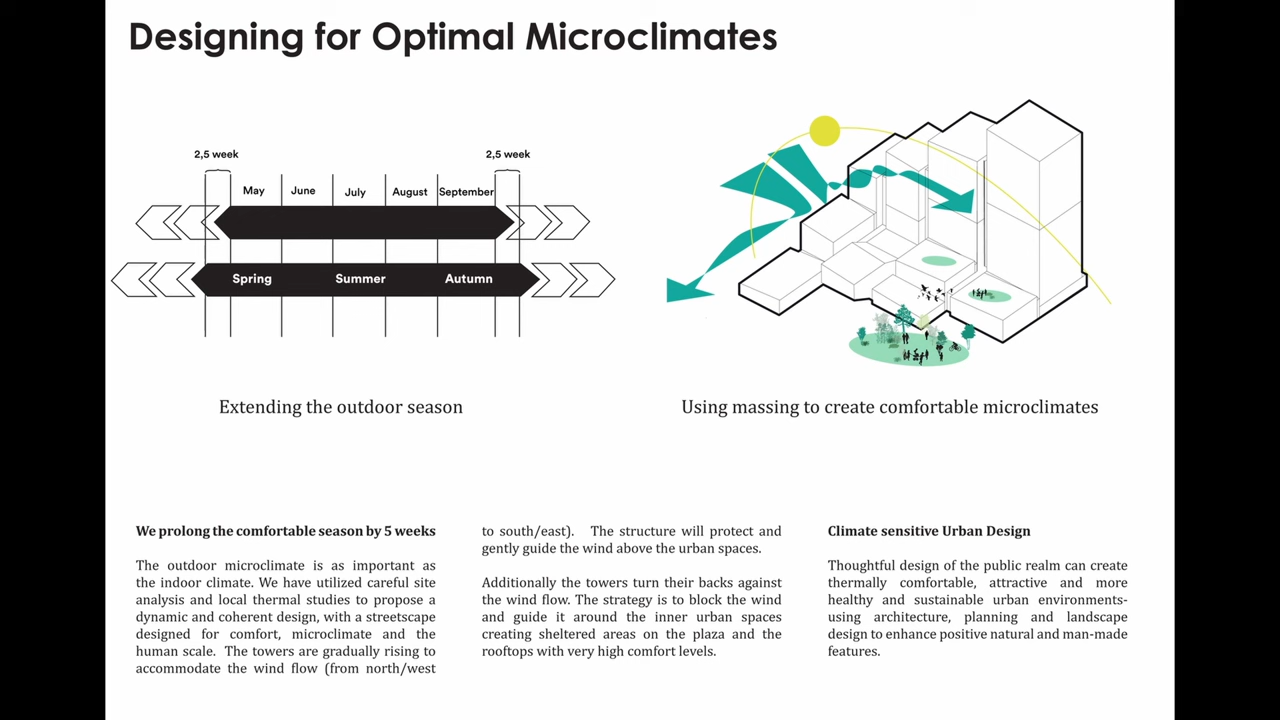 Designing for Optimal Microclimates
2,5 week
2,5 week
May
June
July
August
September
Spring
Summer
Autumn
Extending the outdoor season
Using massing to create comfortable microclimates
We prolong the comfortable season by 5 weeks
The outdoor microclimate is as important as
the indoor climate. We have utilized careful site
analysis and local thermal studies to propose a
dynamic and coherent design, with a streetscape
designed for comfort, microclimate and the
human scale. The towers are gradually rising to
accommodate the wind flow (from north/west
to south/east). The structure will protect and
gently guide the wind above the urban spaces.
Additionally the towers turn their backs against
the wind flow. The strategy is to block the wind
and guide it around the inner urban spaces
creating sheltered areas on the plaza and the
rooftops with very high comfort levels.
Climate sensitive Urban Design
Thoughtful design of the public realm can create
thermally comfortable, attractive and more
healthy and sustainable urban environments-
using architecture, planning and landscape
design to enhance positive natural and man-made
features.